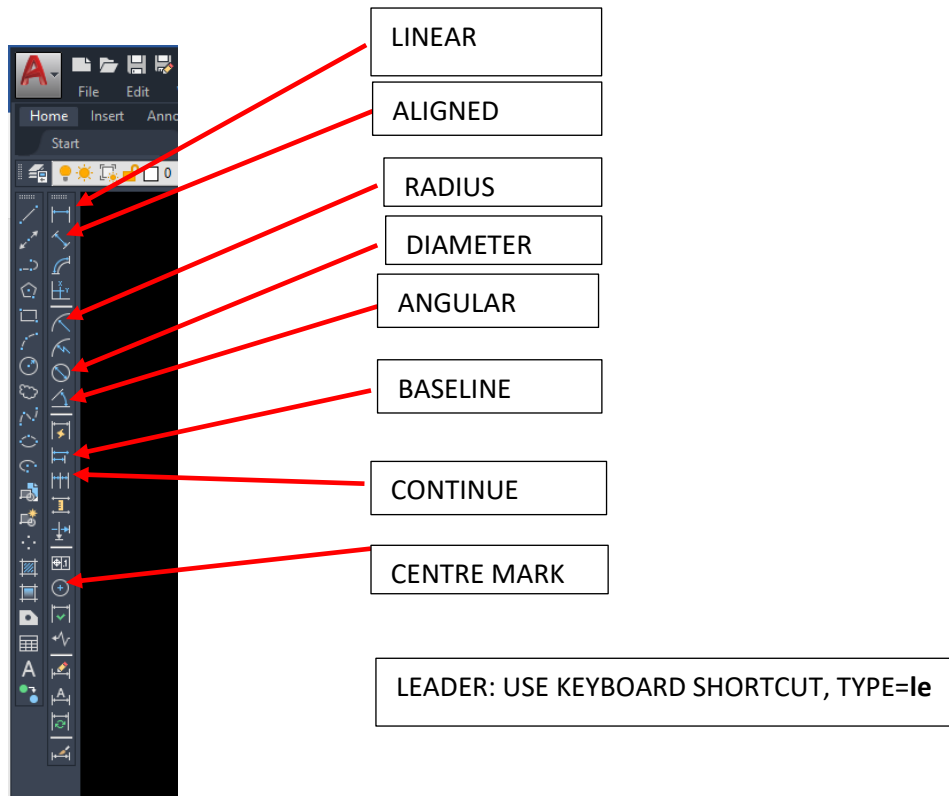 LINEAR
File Edit
ALIGNED
Home Insert Anno
Start
0
RADIUS
DIAMETER
ANGULAR
BASELINE
CONTINUE
CENTRE MARK
LEADER: USE KEYBOARD SHORTCUT, TYPE=le